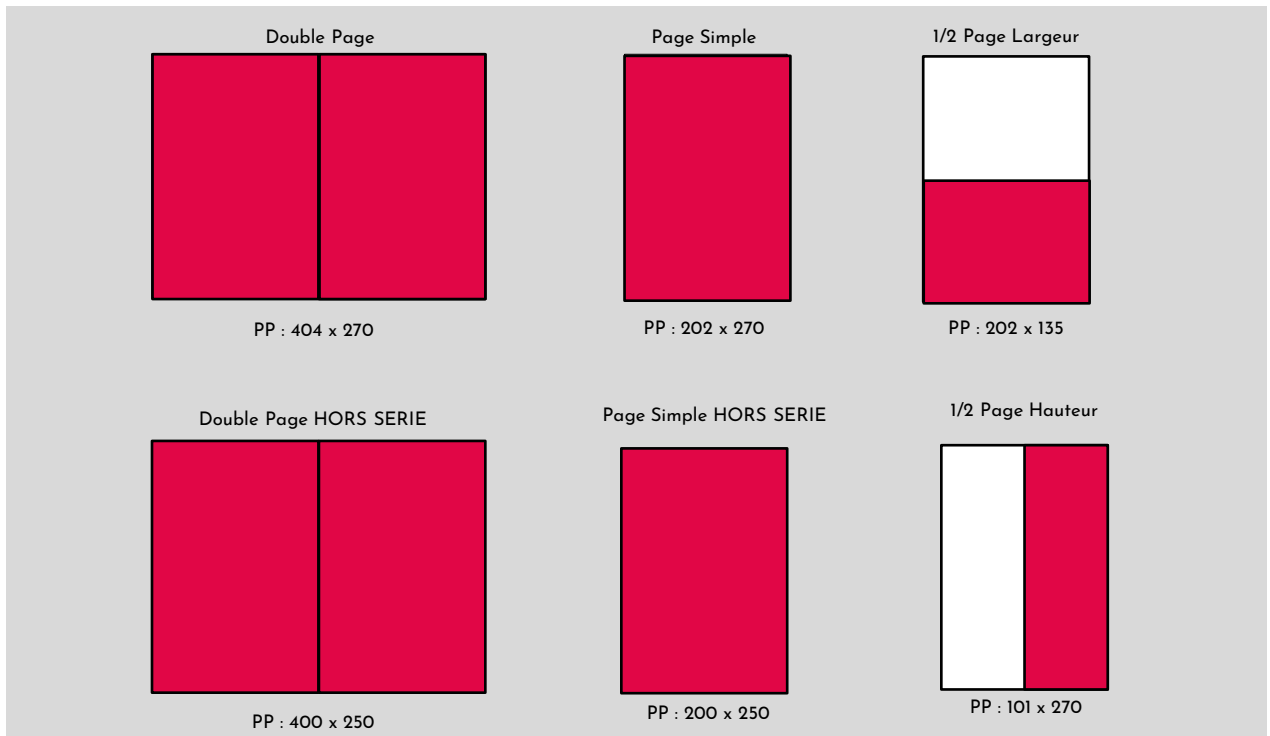 Double Page
Page Simple
1/2 Page Largeur
PP : 404 x 270
PP : 202 x 270
PP : 202 x 135
Double Page HORS SERIE
Page Simple HORS SERIE
1/2 Page Hauteur
PP : 400 x 250
PP : 200 x 250
PP : 101 x 270